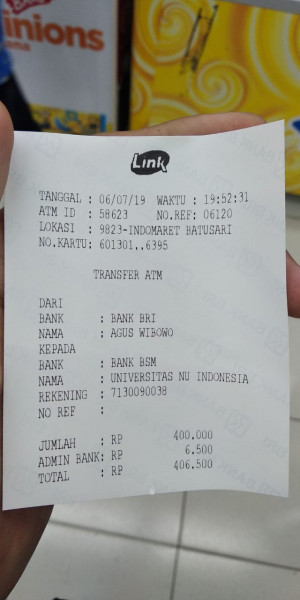 inions
Link
TANGGAL : 06/07/19 WAKTU : 19:52:31
ATM ID : 58623 NO.REF: 06120
LOKASI : 9823-INDOMARET BATUSARI
NO.KARTU: 601301..6395
TRANSFER ATM
DARI
BANK : BANK BRI
NAMA : AGUS WIBOWO
KEPADA
BANK : BANK BSM
NAMA : UNIVERSITAS NU INDONESIA
REKENING : 7130090038
NO REF :
JUMLAH : RP 400.000
ADMIN BANK: RP 6.500
TOTAL : RP 406.500